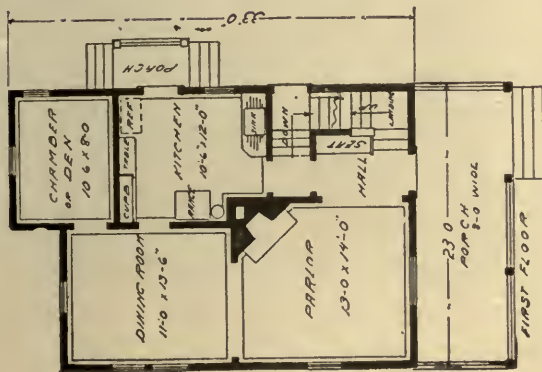 33'-0"
PORCH
CHAMBER
OR DEN
10-6 X 8-0
REF
TABLE
CUPB
KITCHEN
10'-6" X 12'-0"
SINK
RANGE
DOWN
UP
LANDING
SEAT
HALL
DINING ROOM
11-0 X 13'-6"
PARLOR
13-0 X 14'-0"
23-0
PORCH
8-0 WIDE
FIRST FLOOR